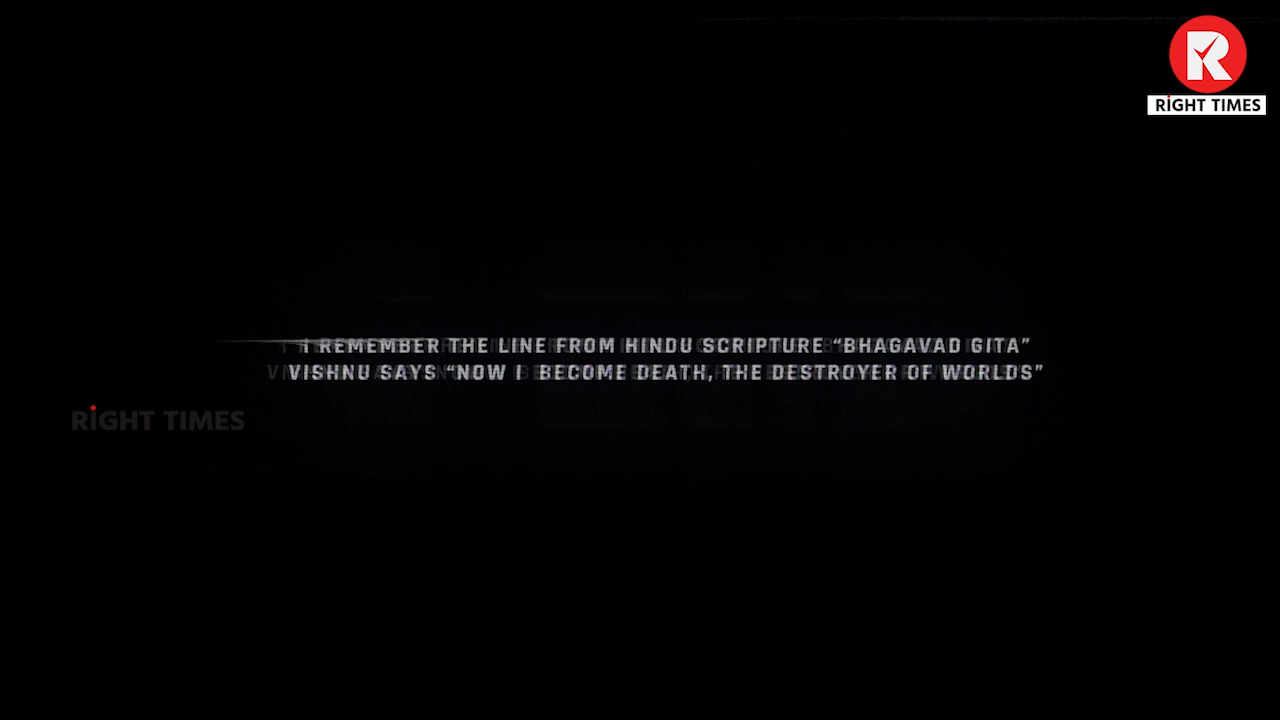 RIGHT TIMES
I REMEMBER THE LINE FROM HINDU SCRIPTURE “BHAGAVAD GITA”
VISHNU SAYS “NOW I BECOME DEATH, THE DESTROYER OF WORLDS”
RIGHT TIMES